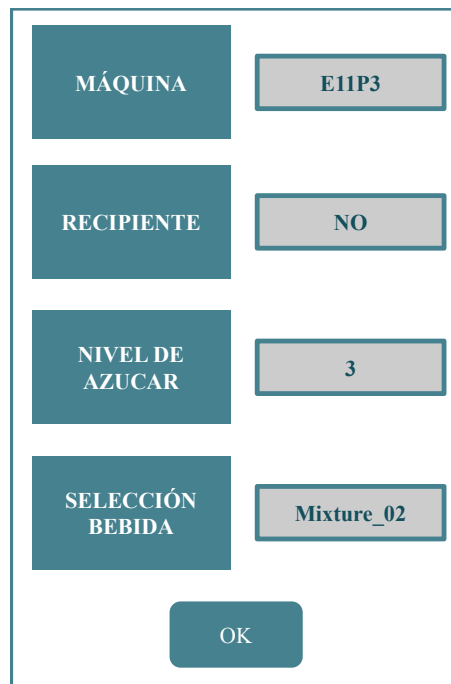 MÁQUINA
E11P3
RECIPIENTE
NO
NIVEL DE
AZUCAR
3
SELECCIÓN
BEBIDA
Mixture_02
OK